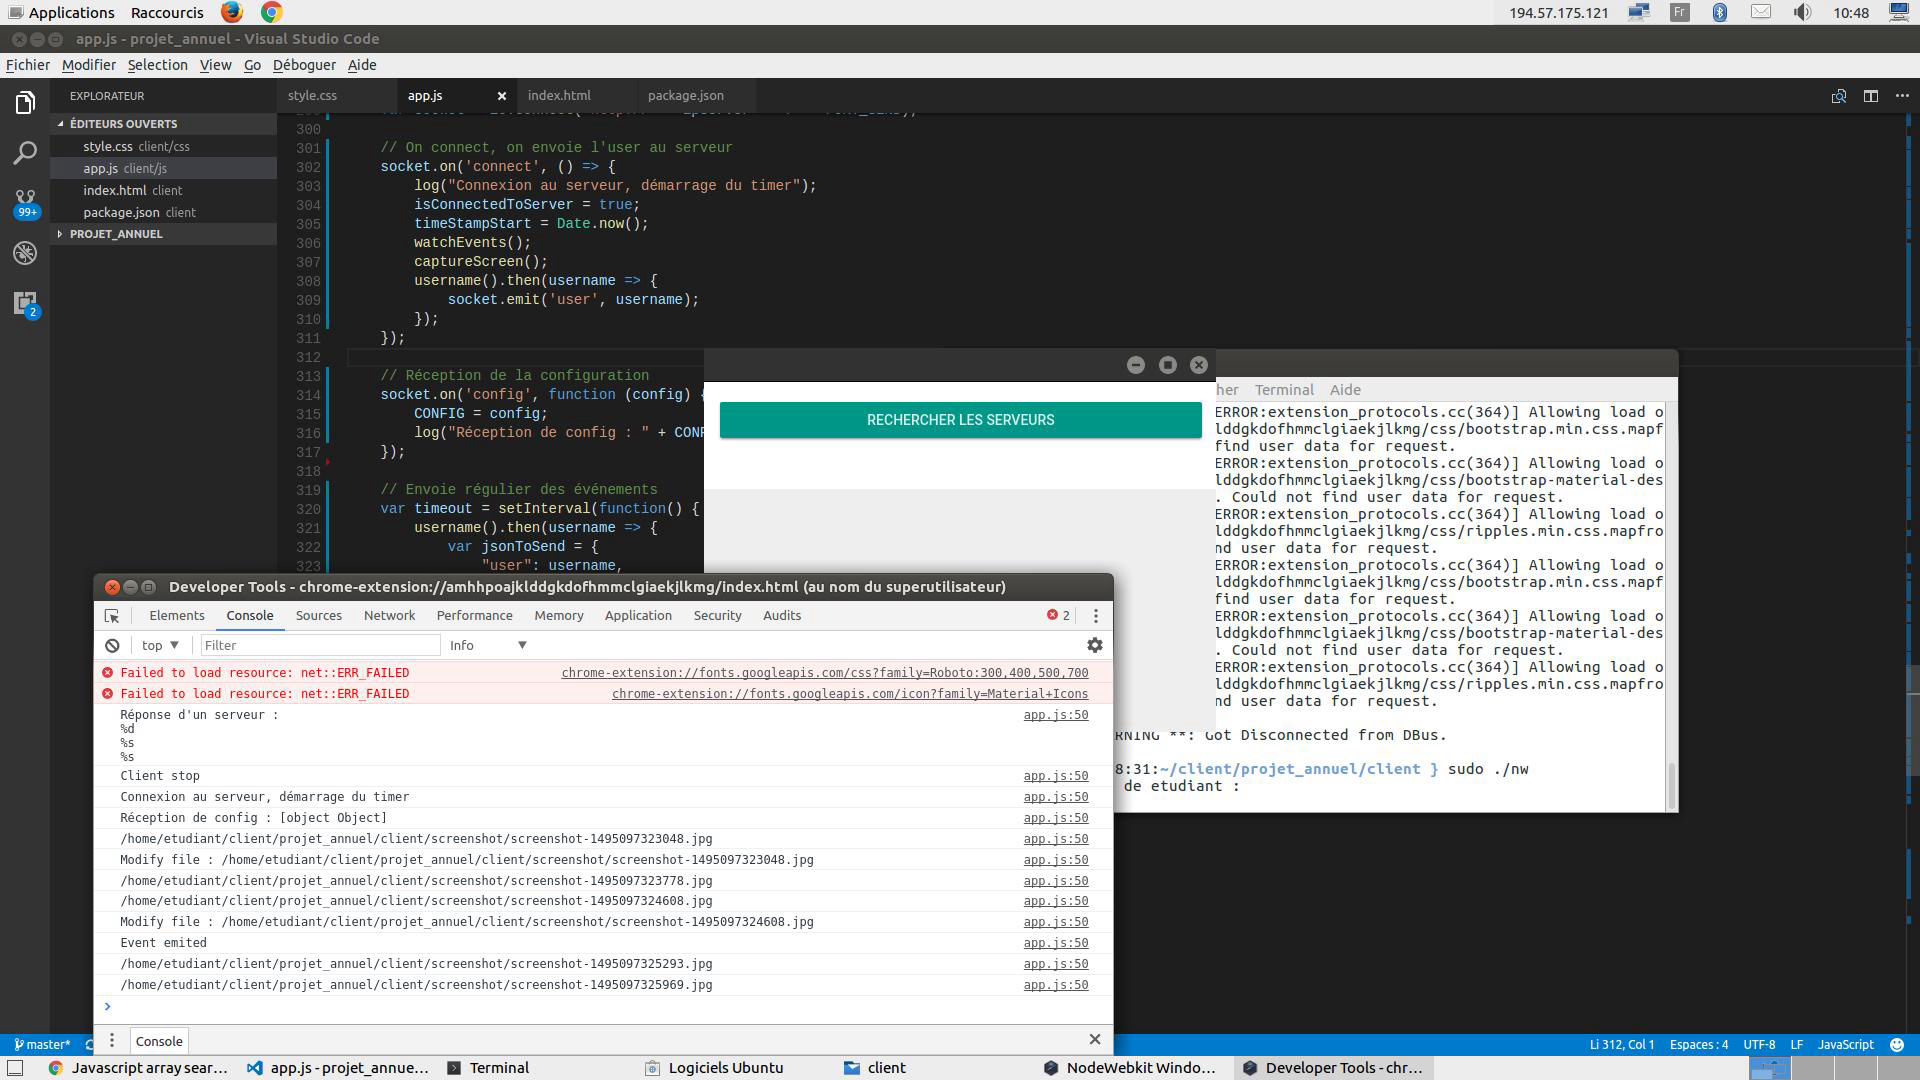 Applications Raccourcis 194.57.175.121 Fr 10:48
app.js - projet_annuel - Visual Studio Code
Fichier Modifier Selection View Go Déboguer Aide
EXPLORATEUR
style.css app.js × index.html package.json
ÉDITEURS OUVERTS
style.css client/css
app.js client/js
index.html client
package.json client
PROJET_ANNUEL
99+
2
300
301 // On connect, on envoie l'user au serveur
302 socket.on('connect', () => {
303 log("Connexion au serveur, démarrage du timer");
304 isConnectedToServer = true;
305 timeStampStart = Date.now();
306 watchEvents();
307 captureScreen();
308 username().then(username => {
309 socket.emit('user', username);
310 });
311 });
312
313 // Réception de la configuration
314 socket.on('config', function (config) {
315 CONFIG = config;
316 log("Réception de config : " + CONF
317 });
318
319 // Envoie régulier des événements
320 var timeout = setInterval(function() {
321 username().then(username => {
322 var jsonToSend = {
323 "user": username,
RECHERCHER LES SERVEURS
her Terminal Aide
ERROR:extension_protocols.cc(364)] Allowing load o
lddgkdofhmmclgiaekjlkmg/css/bootstrap.min.css.mapf
find user data for request.
ERROR:extension_protocols.cc(364)] Allowing load o
lddgkdofhmmclgiaekjlkmg/css/bootstrap-material-des
. Could not find user data for request.
ERROR:extension_protocols.cc(364)] Allowing load o
lddgkdofhmmclgiaekjlkmg/css/ripples.min.css.mapfro
nd user data for request.
ERROR:extension_protocols.cc(364)] Allowing load o
lddgkdofhmmclgiaekjlkmg/css/bootstrap.min.css.mapf
find user data for request.
ERROR:extension_protocols.cc(364)] Allowing load o
lddgkdofhmmclgiaekjlkmg/css/bootstrap-material-des
. Could not find user data for request.
ERROR:extension_protocols.cc(364)] Allowing load o
lddgkdofhmmclgiaekjlkmg/css/ripples.min.css.mapfro
nd user data for request.
RNING **: Got Disconnected from DBus.
8:31:~/client/projet_annuel/client } sudo ./nw
de etudiant :
Developer Tools - chrome-extension://amhhpoajklddgkdofhmmclgiaekjlkmg/index.html (au nom du superutilisateur)
Elements Console Sources Network Performance Memory Application Security Audits 2
top Filter Info
Failed to load resource: net::ERR_FAILED chrome-extension://fonts.googleapis.com/css?family=Roboto:300,400,500,700
Failed to load resource: net::ERR_FAILED chrome-extension://fonts.googleapis.com/icon?family=Material+Icons
Réponse d'un serveur : app.js:50
%d
%s
%s
Client stop app.js:50
Connexion au serveur, démarrage du timer app.js:50
Réception de config : [object Object] app.js:50
/home/etudiant/client/projet_annuel/client/screenshot/screenshot-1495097323048.jpg app.js:50
Modify file : /home/etudiant/client/projet_annuel/client/screenshot/screenshot-1495097323048.jpg app.js:50
/home/etudiant/client/projet_annuel/client/screenshot/screenshot-1495097323778.jpg app.js:50
/home/etudiant/client/projet_annuel/client/screenshot/screenshot-1495097324608.jpg app.js:50
Modify file : /home/etudiant/client/projet_annuel/client/screenshot/screenshot-1495097324608.jpg app.js:50
Event emited app.js:50
/home/etudiant/client/projet_annuel/client/screenshot/screenshot-1495097325293.jpg app.js:50
/home/etudiant/client/projet_annuel/client/screenshot/screenshot-1495097325969.jpg app.js:50
>
Console
master* Li 312, Col 1 Espaces : 4 UTF-8 LF JavaScript
Javascript array sear... app.js - projet_annue... Terminal Logiciels Ubuntu client NodeWebkit Windo... Developer Tools - chr...